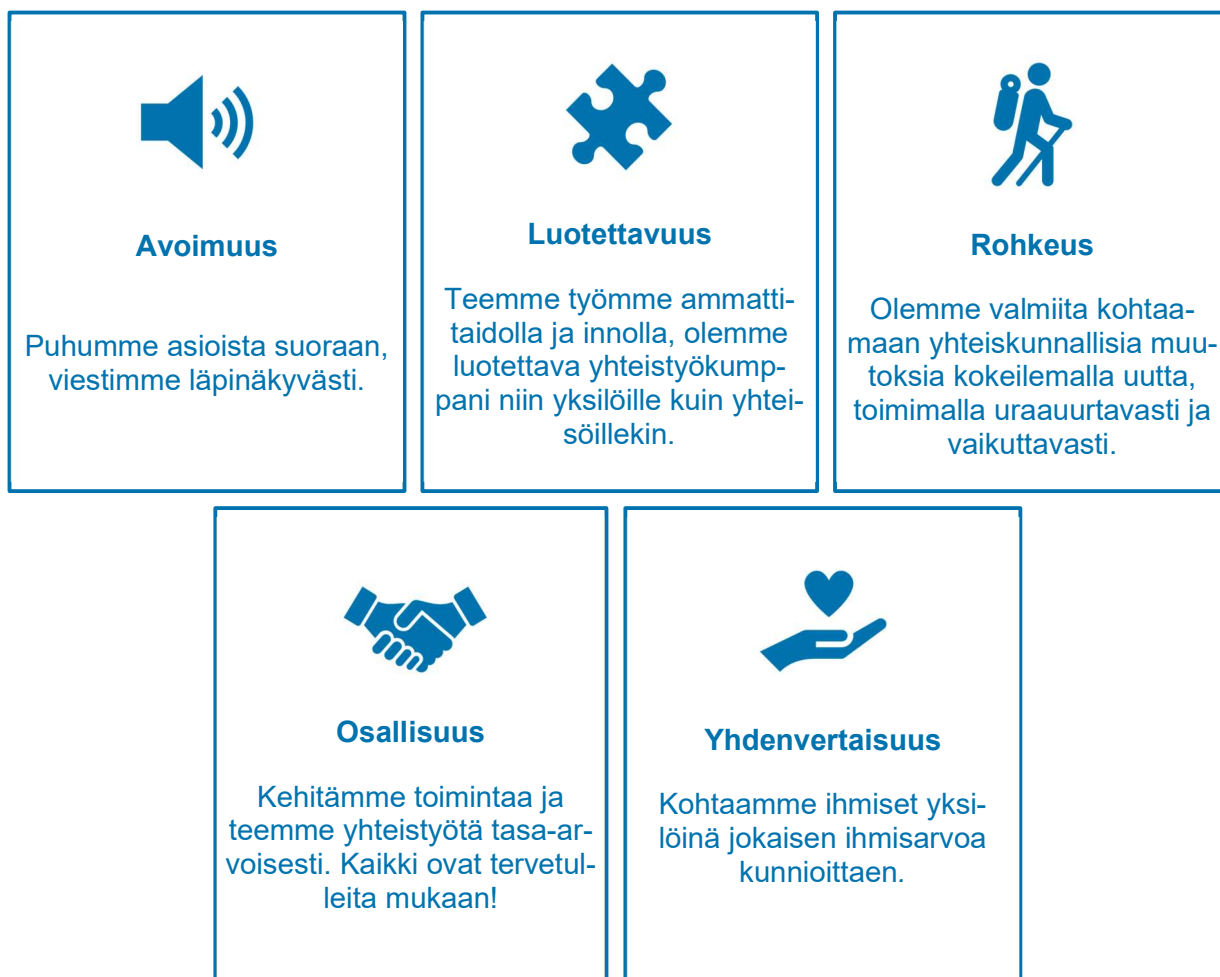 Avoimuus
Puhumme asioista suoraan,
viestimme läpinäkyvästi.
Luotettavuus
Teemme työmme ammatti-
taidolla ja innolla, olemme
luotettava yhteistyökump-
pani niin yksilöille kuin yhtei-
söillekin.
Rohkeus
Olemme valmiita kohtaa-
maan yhteiskunnallisia muu-
toksia kokeilemalla uutta,
toimimalla uraauurtavasti ja
vaikuttavasti.
Osallisuus
Kehitämme toimintaa ja
teemme yhteistyötä tasa-ar-
voisesti. Kaikki ovat tervetul-
leita mukaan!
Yhdenvertaisuus
Kohtaamme ihmiset yksi-
löinä jokaisen ihmisarvoa
kunnioittaen.